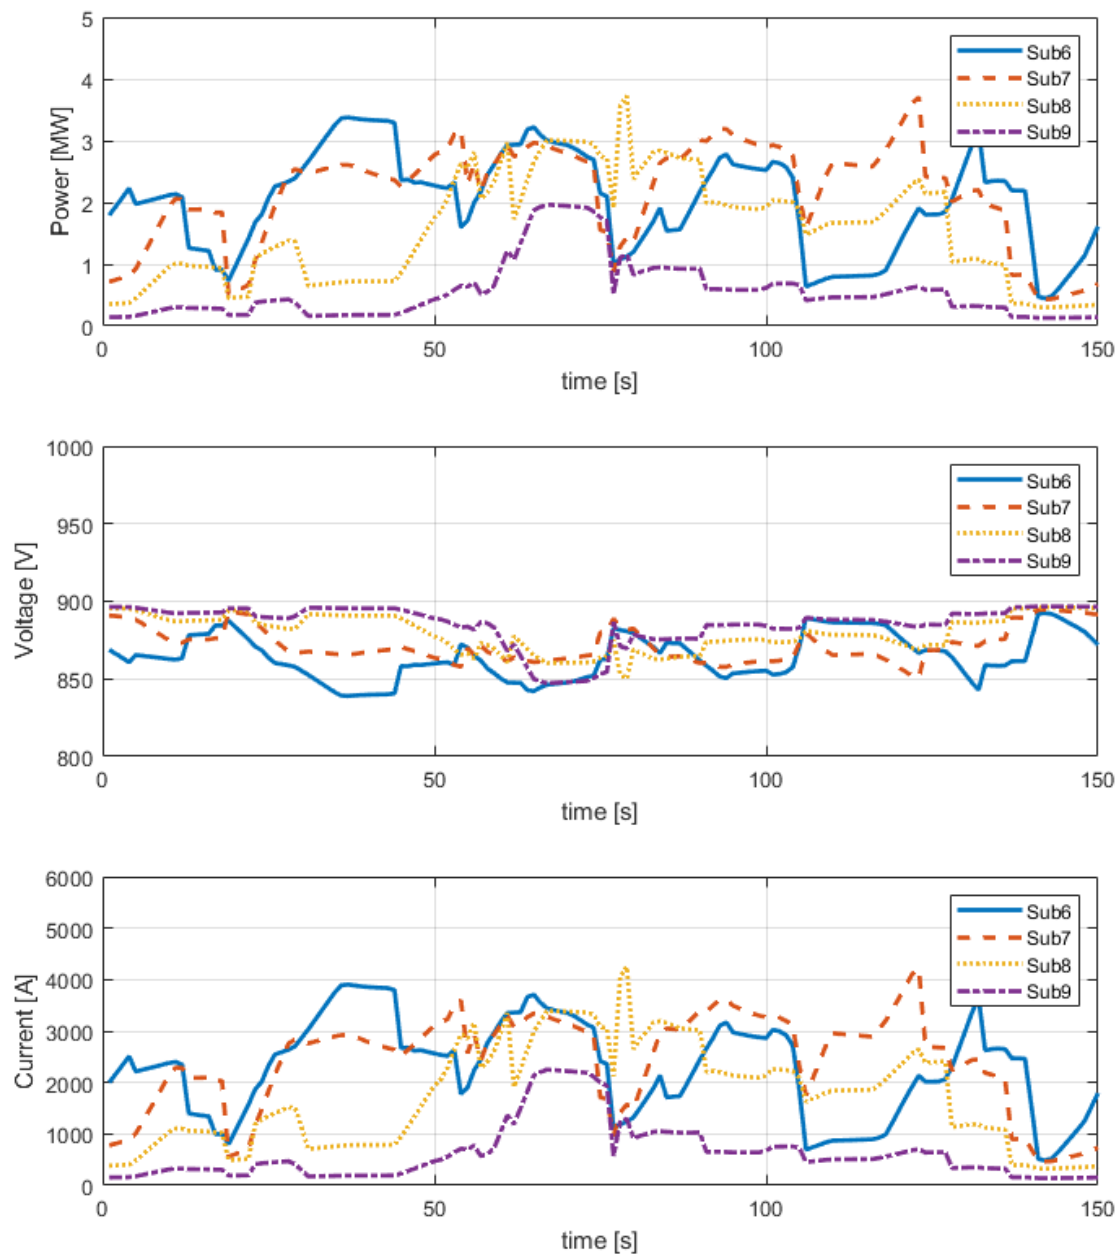 5
4
3
2
1
0
Power [MW]
Sub6
Sub7
Sub8
Sub9
0 50 100 150
time [s]
1000
950
900
850
800
Voltage [V]
Sub6
Sub7
Sub8
Sub9
0 50 100 150
time [s]
6000
5000
4000
3000
2000
1000
0
Current [A]
Sub6
Sub7
Sub8
Sub9
0 50 100 150
time [s]